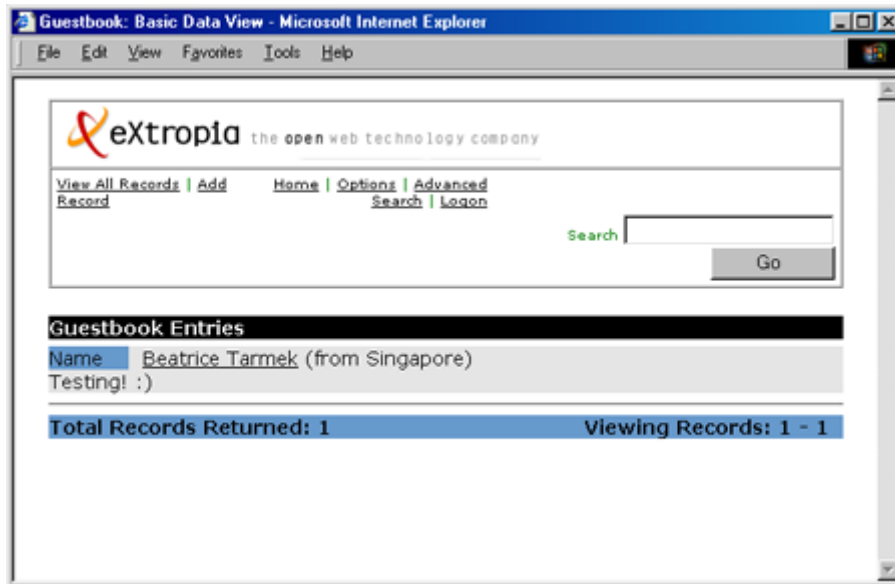 Guestbook: Basic Data View - Microsoft Internet Explorer
File Edit View Favorites Tools Help
eXtropia the open web technology company
View All Records | Add Home | Options | Advanced
Record Search | Logon
Search
Go
Guestbook Entries
Name Beatrice Tarmek (from Singapore)
Testing! :)
Total Records Returned: 1 Viewing Records: 1 - 1